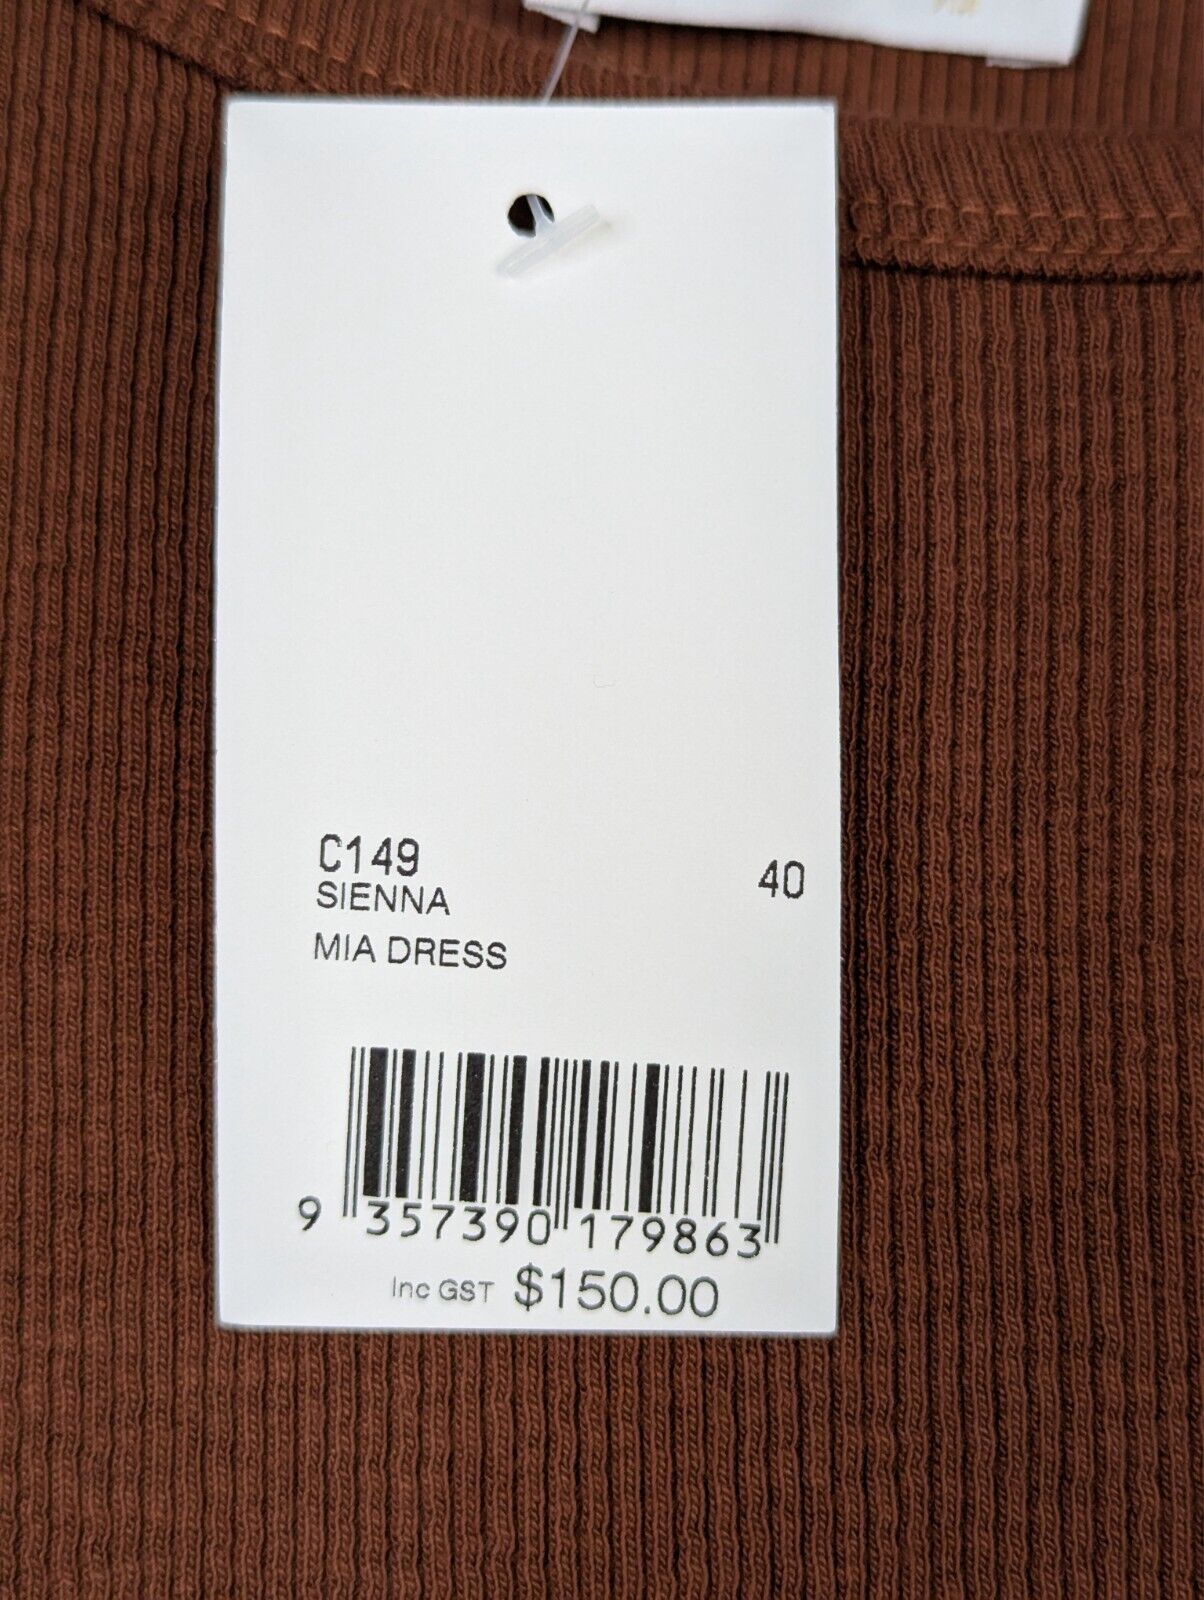 C149
40
SIENNA
MIA DRESS
9 357390 179863
Inc GST $150.00